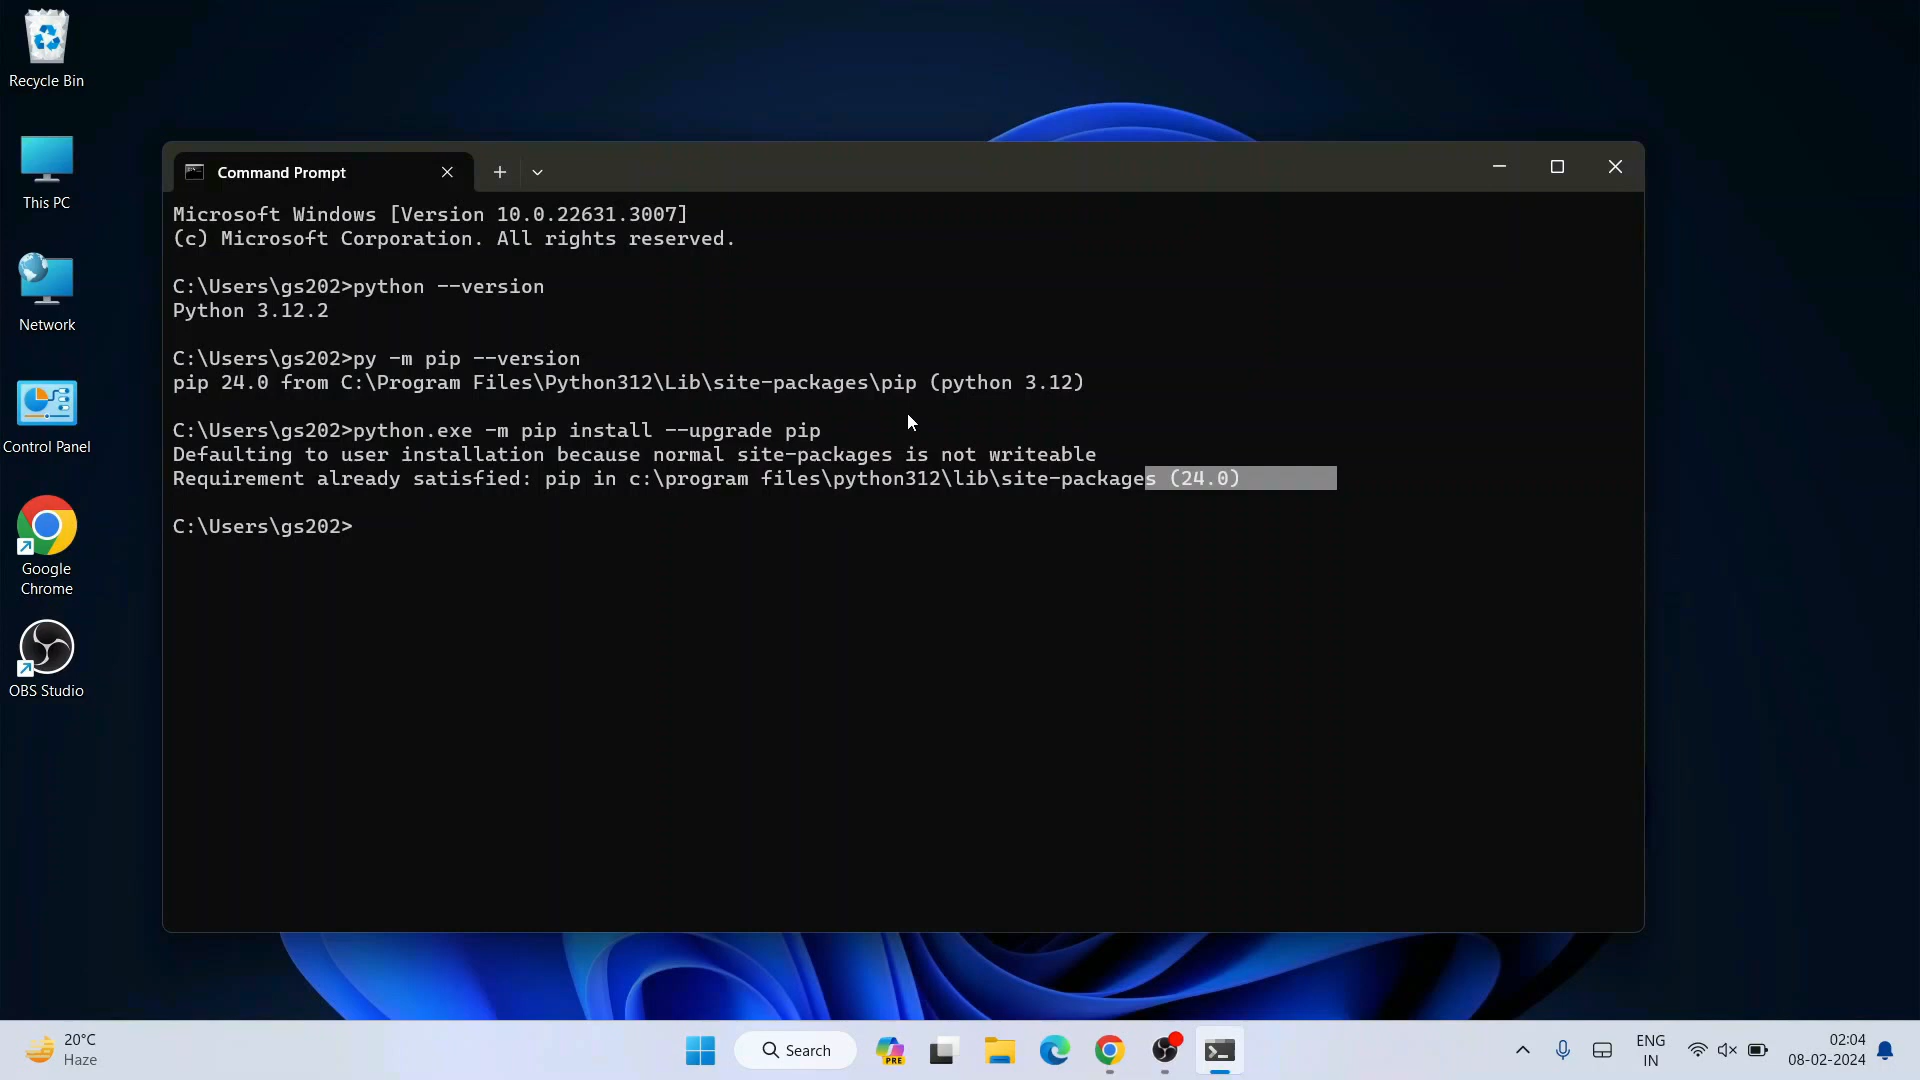 Recycle Bin
This PC
Network
Control Panel
Google
Chrome
OBS Studio
Command Prompt
Microsoft Windows [Version 10.0.22631.3007]
(c) Microsoft Corporation. All rights reserved.
C:\Users\gs202>python --version
Python 3.12.2
C:\Users\gs202>py -m pip --version
pip 24.0 from C:\Program Files\Python312\Lib\site-packages\pip (python 3.12)
C:\Users\gs202>python.exe -m pip install --upgrade pip
Defaulting to user installation because normal site-packages is not writeable
Requirement already satisfied: pip in c:\program files\python312\lib\site-packages (24.0)
C:\Users\gs202>
20°C
Haze
Search
PRE
ENG
IN
02:04
08-02-2024